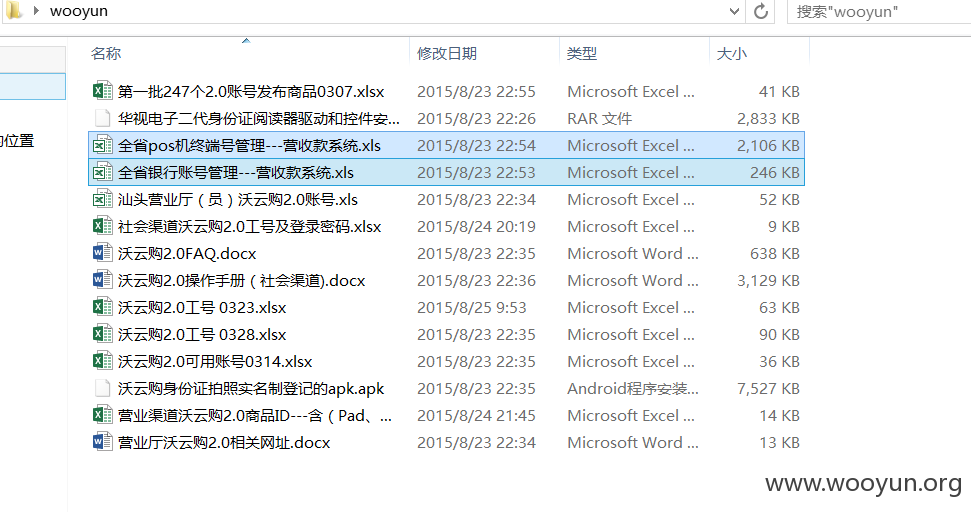 wooyun
搜索"wooyun"
名称 修改日期 类型 大小
第一批247个2.0账号发布商品0307.xlsx 2015/8/23 22:55 Microsoft Excel ... 41 KB
华视电子二代身份证阅读器驱动和控件安... 2015/8/23 22:26 RAR 文件 2,833 KB
的位置
全省pos机终端号管理---营收款系统.xls 2015/8/23 22:54 Microsoft Excel ... 2,106 KB
全省银行账号管理---营收款系统.xls 2015/8/23 22:53 Microsoft Excel ... 246 KB
汕头营业厅（员）沃云购2.0账号.xls 2015/8/23 22:34 Microsoft Excel ... 52 KB
社会渠道沃云购2.0工号及登录密码.xlsx 2015/8/24 20:19 Microsoft Excel ... 9 KB
沃云购2.0FAQ.docx 2015/8/23 22:35 Microsoft Word ... 638 KB
沃云购2.0操作手册（社会渠道).docx 2015/8/23 22:36 Microsoft Word ... 3,129 KB
沃云购2.0工号 0323.xlsx 2015/8/25 9:53 Microsoft Excel ... 63 KB
沃云购2.0工号 0328.xlsx 2015/8/23 22:35 Microsoft Excel ... 90 KB
沃云购2.0可用账号0314.xlsx 2015/8/23 22:35 Microsoft Excel ... 36 KB
沃云购身份证拍照实名制登记的apk.apk 2015/8/23 22:35 Android程序安装... 7,527 KB
营业渠道沃云购2.0商品ID---含（Pad、... 2015/8/24 21:45 Microsoft Excel ... 14 KB
营业厅沃云购2.0相关网址.docx 2015/8/23 22:34 Microsoft Word ... 13 KB
www.wooyun.org